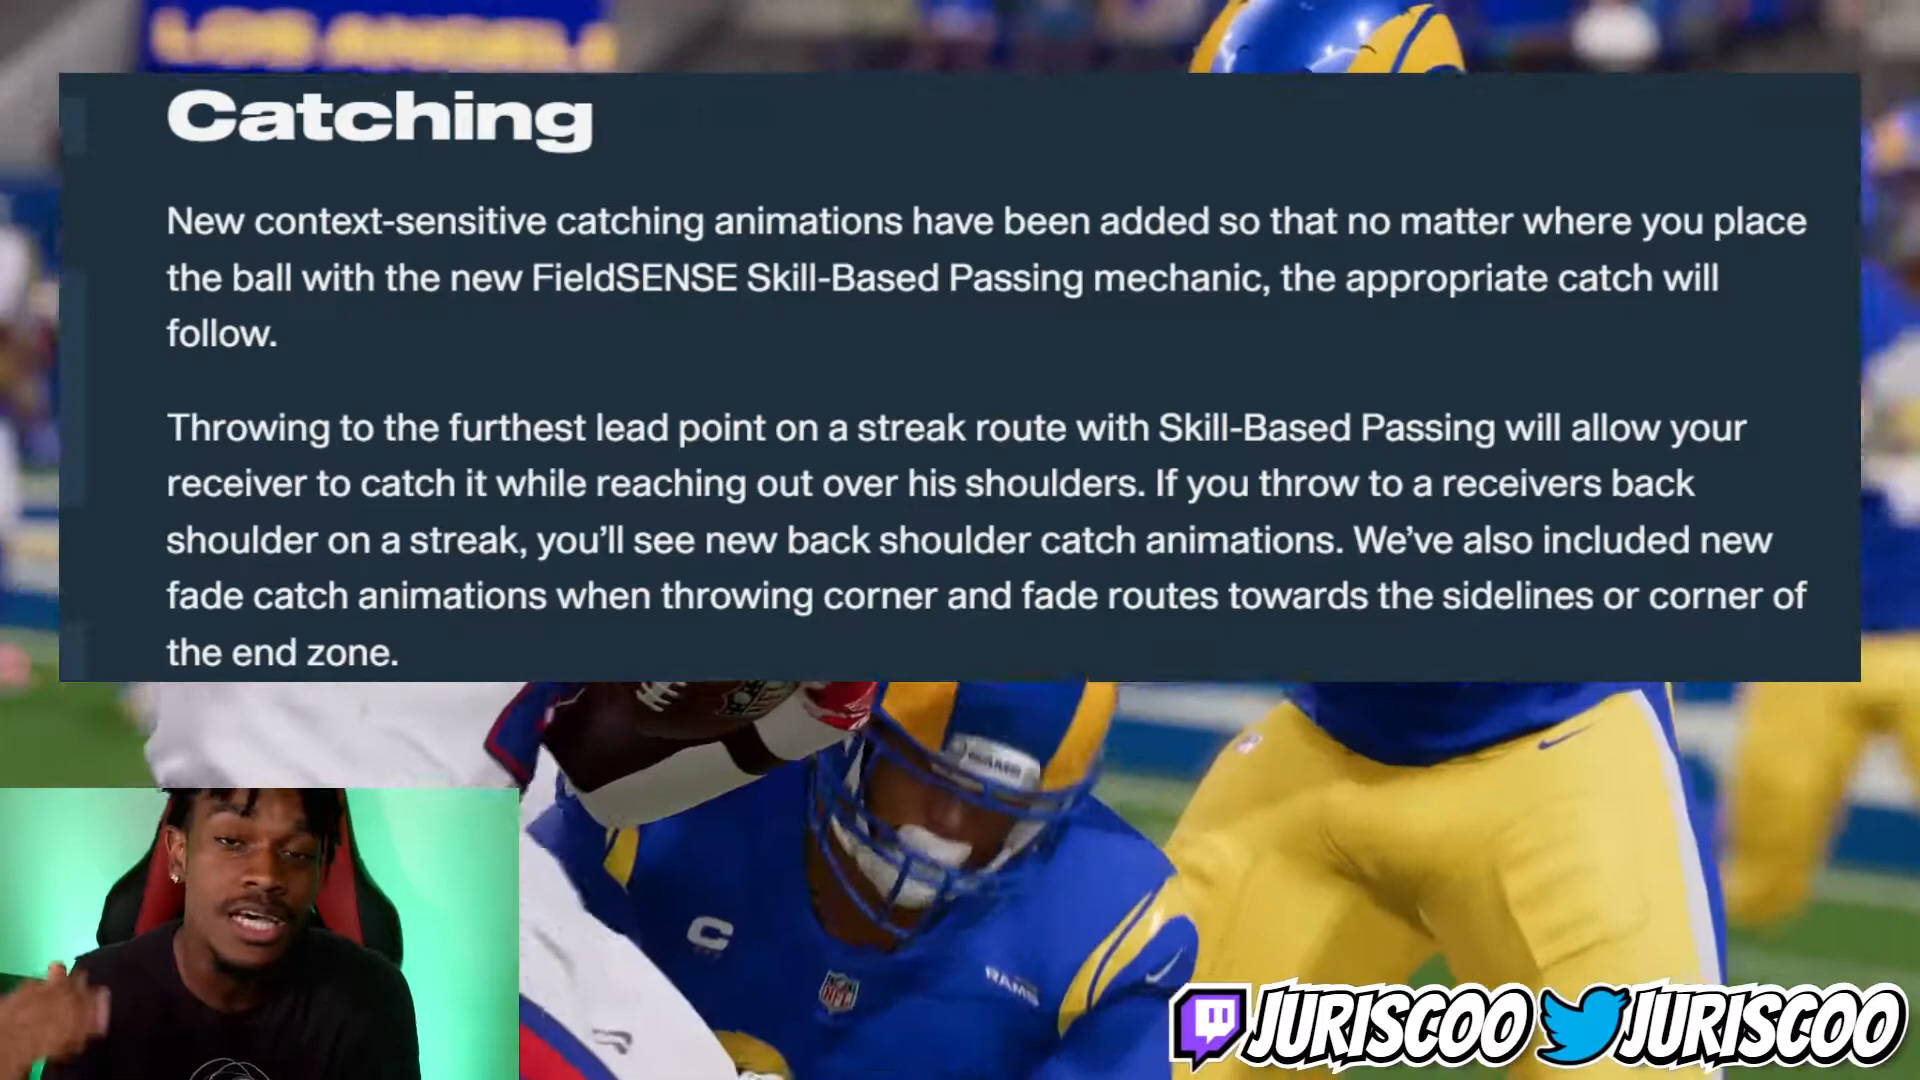 LOS ANGELE
Catching
New context-sensitive catching animations have been added so that no matter where you place
the ball with the new FieldSENSE Skill-Based Passing mechanic, the appropriate catch will
follow.
Throwing to the furthest lead point on a streak route with Skill-Based Passing will allow your
receiver to catch it while reaching out over his shoulders. If you throw to a receivers back
shoulder on a streak, you’ll see new back shoulder catch animations. We’ve also included new
fade catch animations when throwing corner and fade routes towards the sidelines or corner of
the end zone.
RAMS
C
NFL
RAMS
JURISCOO JURISCOO